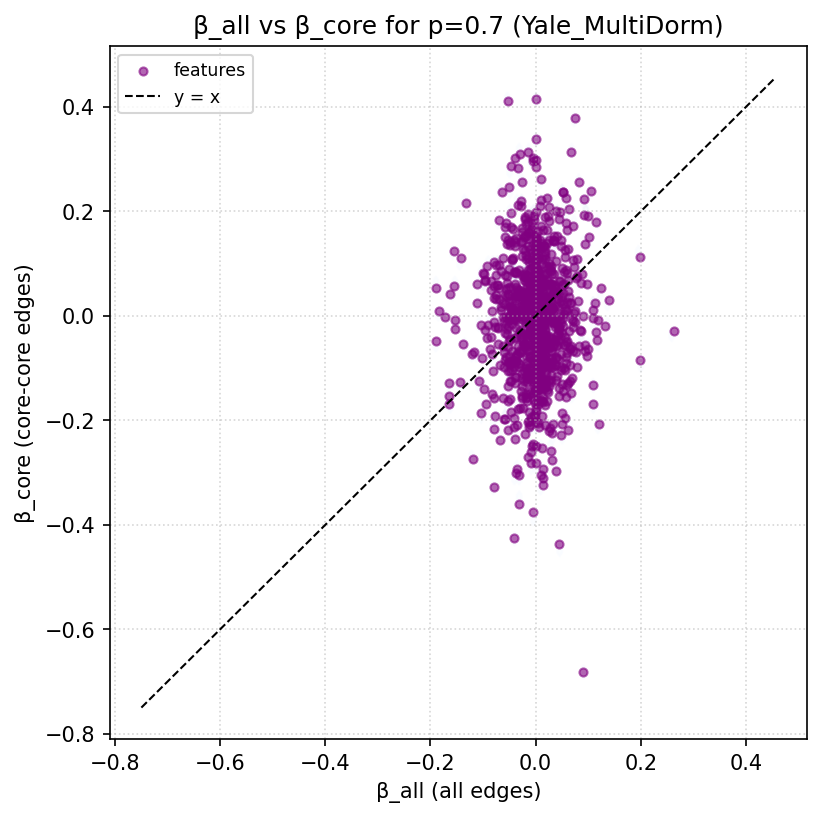 β_all vs β_core for p=0.7 (Yale_MultiDorm)
features
y = x
β_core (core-core edges)
0.4
0.2
0.0
−0.2
−0.4
−0.6
−0.8
−0.8 −0.6 −0.4 −0.2 0.0 0.2 0.4
β_all (all edges)